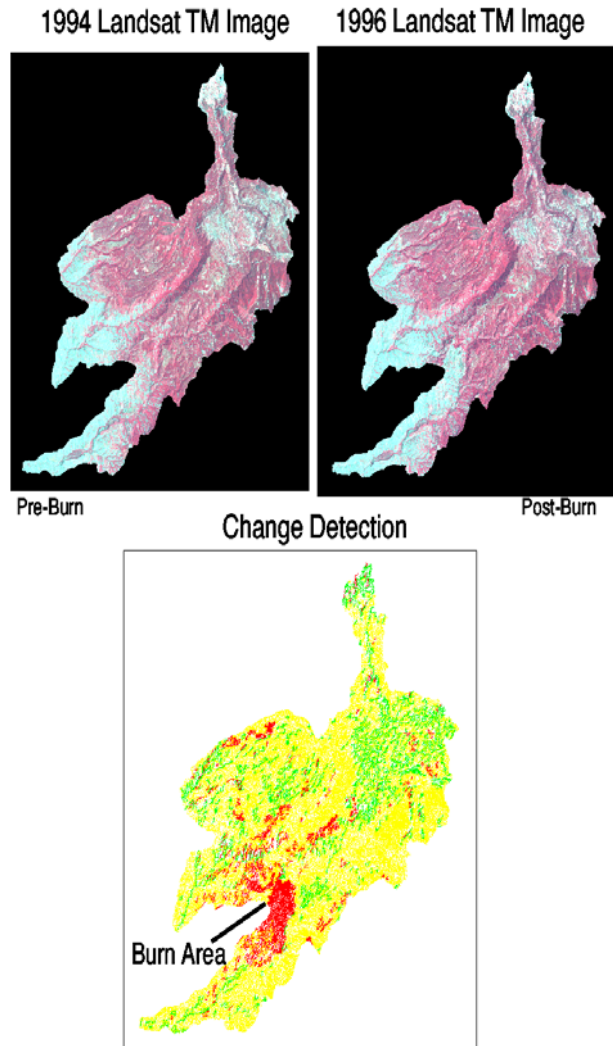 1994 Landsat TM Image
1996 Landsat TM Image
Pre-Burn
Post-Burn
Change Detection
Burn Area